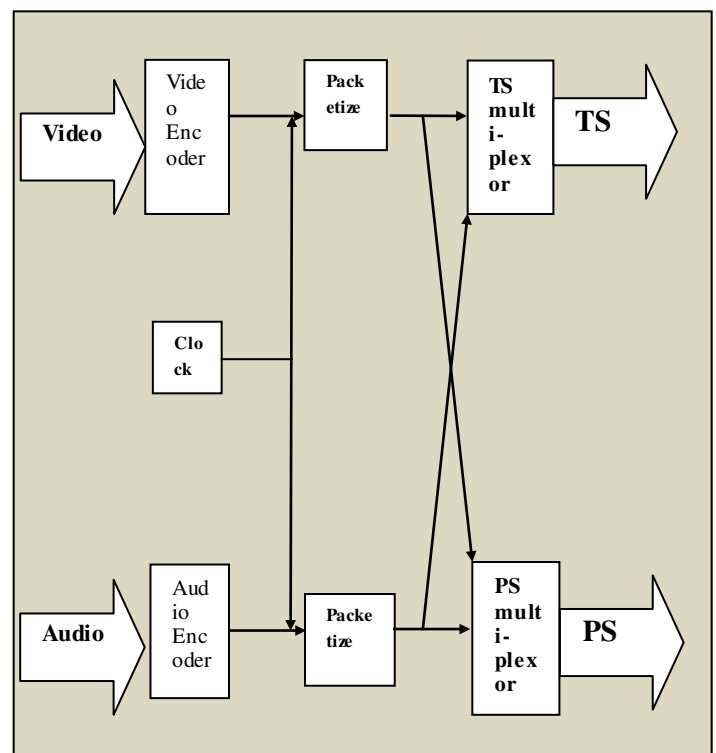 Video
Vide
o
Enc
oder
Pack
etize
TS
mult
i-
plex
or
TS
Clo
ck
Audio
Aud
io
Enc
oder
Packe
tize
PS
mult
i-
plex
or
PS